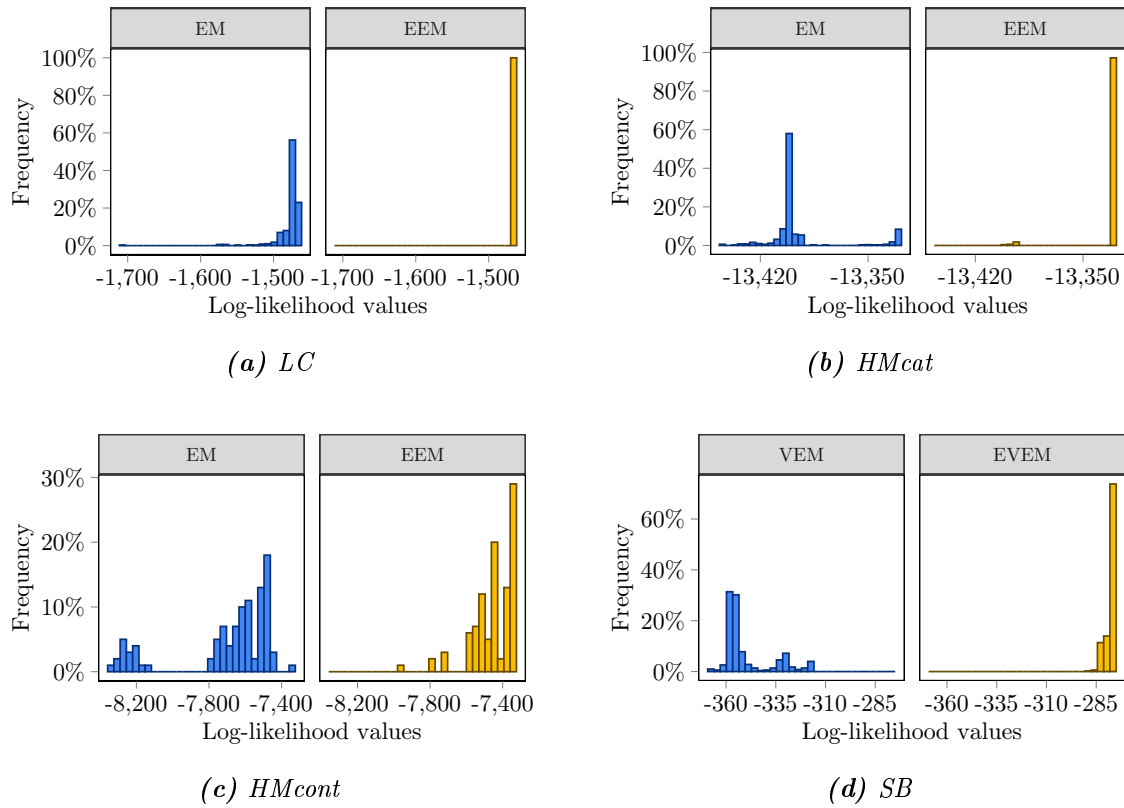 EM EEM
100%
80%
60%
40%
20%
0%
Frequency
-1,700 -1,600 -1,500 -1,700 -1,600 -1,500
Log-likelihood values
(a) LC
EM EEM
100%
80%
60%
40%
20%
0%
Frequency
-13,420 -13,350 -13,420 -13,350
Log-likelihood values
(b) HMcat
EM EEM
30%
20%
10%
0%
Frequency
-8,200 -7,800 -7,400 -8,200 -7,800 -7,400
Log-likelihood values
(c) HMcont
VEM EVEM
60%
40%
20%
0%
Frequency
-360 -335 -310 -285 -360 -335 -310 -285
Log-likelihood values
(d) SB